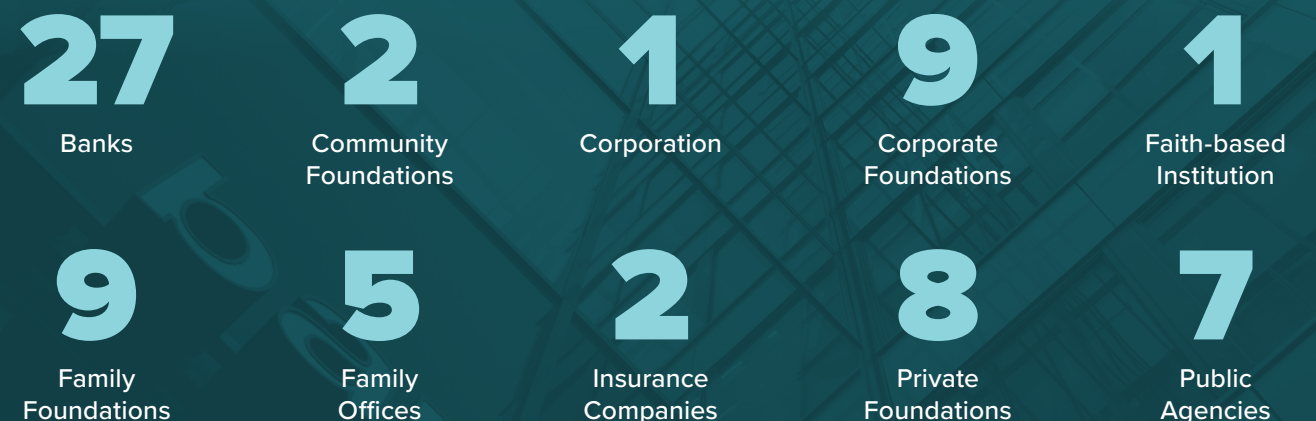 27
Banks
2
Community
Foundations
1
Corporation
9
Corporate
Foundations
1
Faith-based
Institution
9
Family
Foundations
5
Family
Offices
2
Insurance
Companies
8
Private
Foundations
7
Public
Agencies